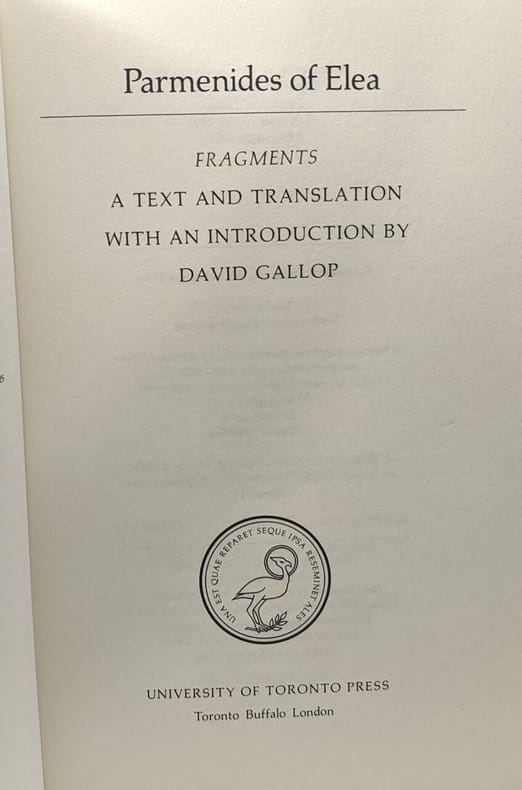 Parmenides of Elea
FRAGMENTS
A TEXT AND TRANSLATION
WITH AN INTRODUCTION BY
DAVID GALLOP
UNA EST QUAE REPARET SEQUE IPSA RESEMINET ALES
UNIVERSITY OF TORONTO PRESS
Toronto Buffalo London